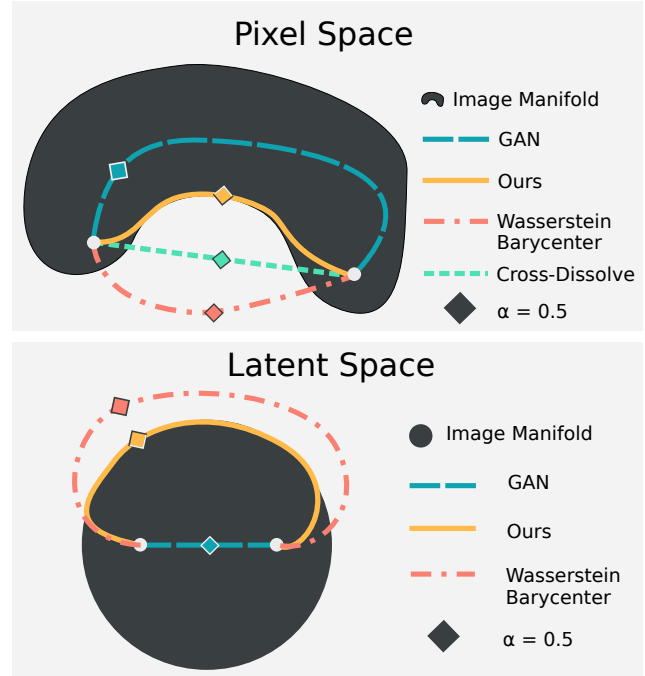 Pixel Space
Image Manifold
GAN
Ours
Wasserstein
Barycenter
Cross-Dissolve
α = 0.5
Latent Space
Image Manifold
GAN
Ours
Wasserstein
Barycenter
α = 0.5